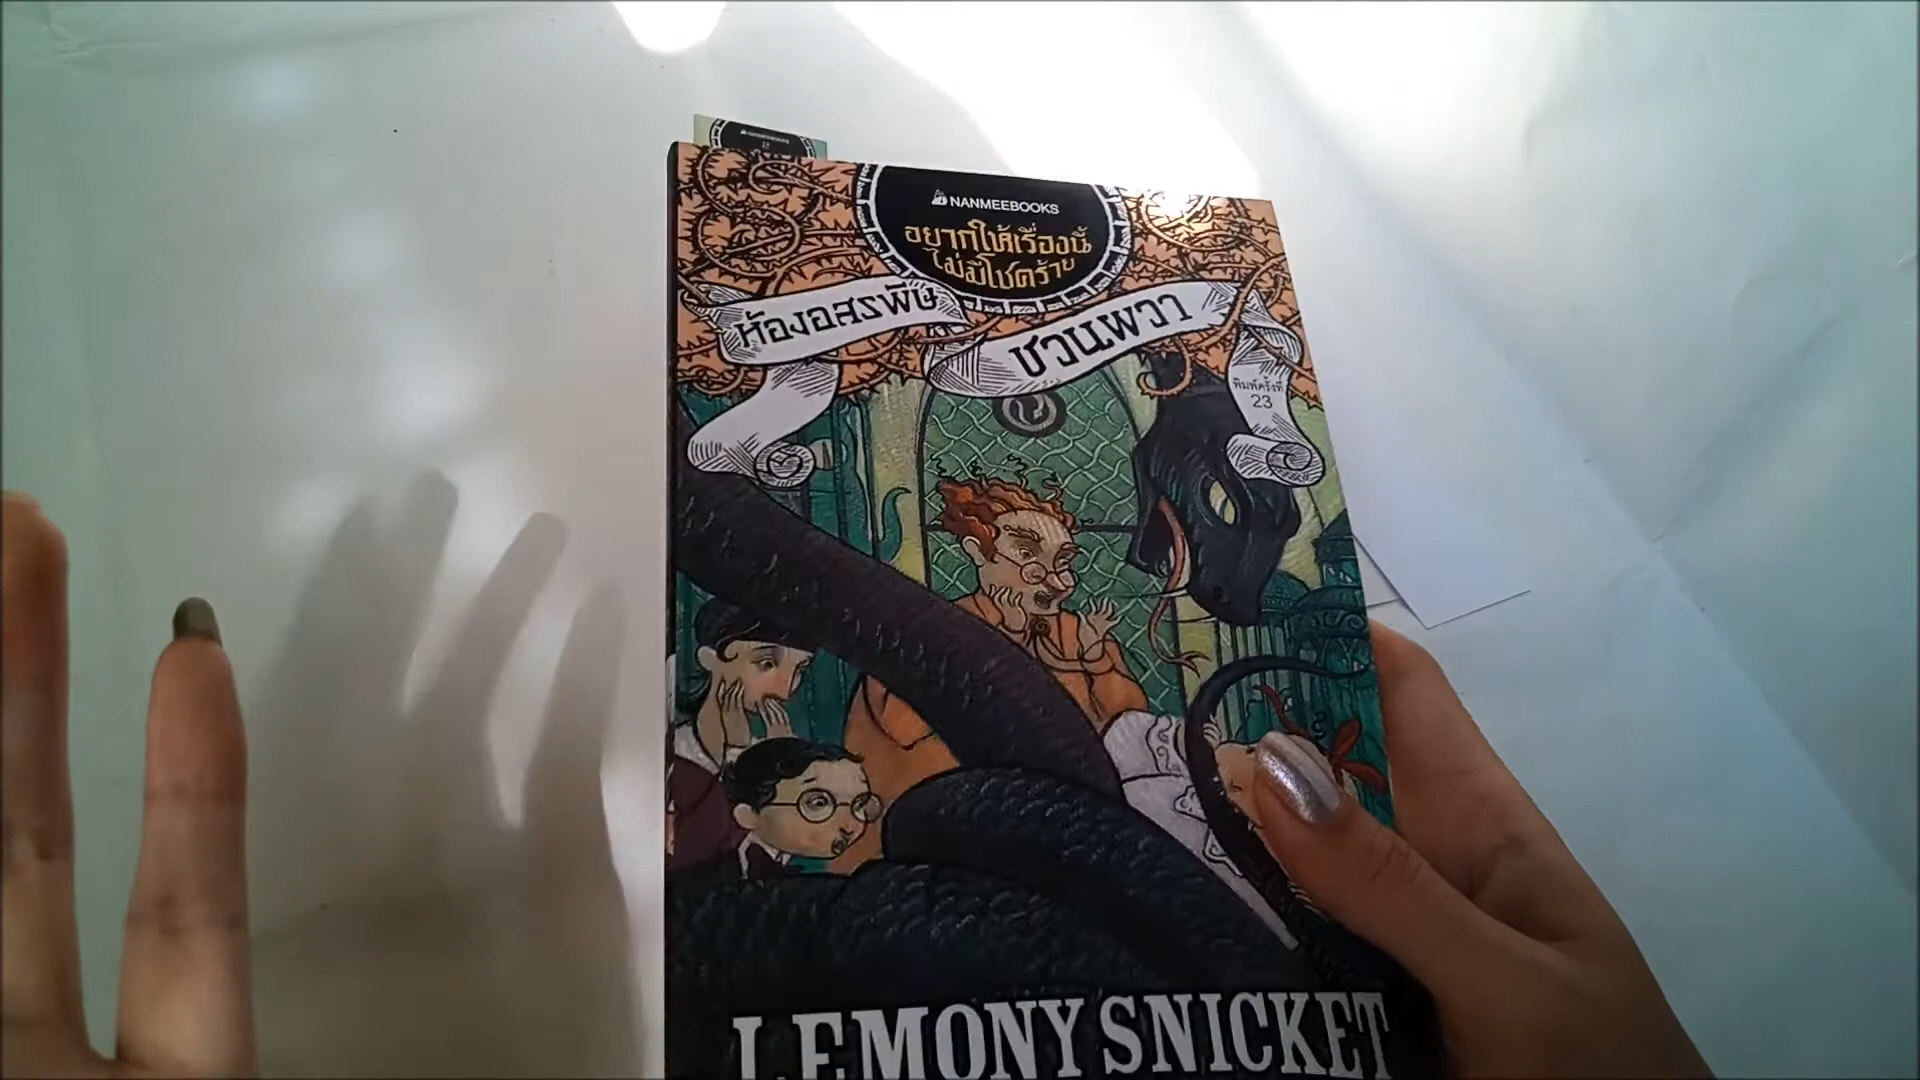 NANMEEBOOKS
NANMEEBOOKS
อยากให้เรื่องนี้
ไม่มีโชคร้าย
ห้องอสรพิษ
ชวนผวา
พิมพ์ครั้งที่
23
LEMONY SNICKET